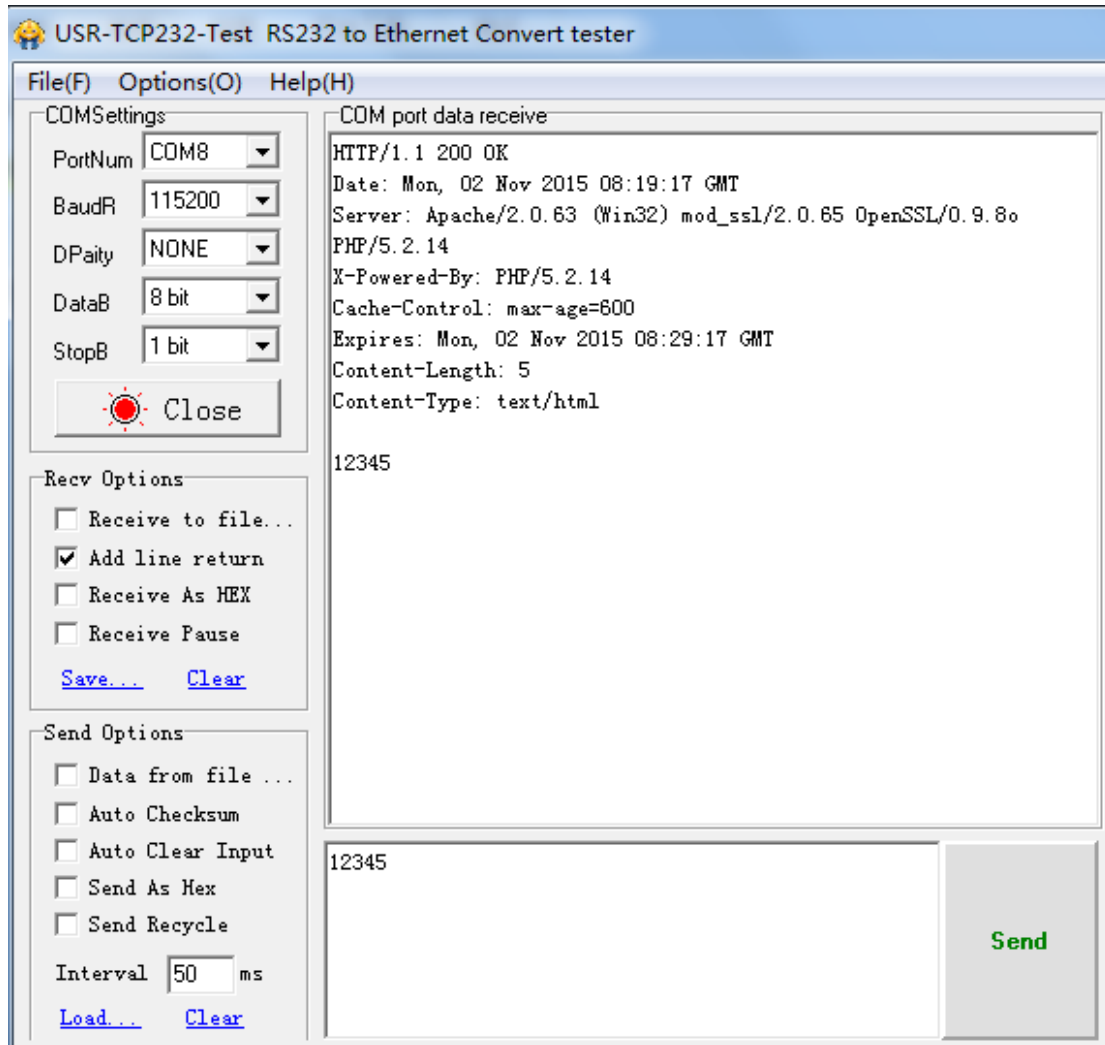 USR-TCP232-Test RS232 to Ethernet Convert tester
File(F) Options(O) Help(H)
COMSettings
PortNum COM8
BaudR 115200
DPaity NONE
DataB 8 bit
StopB 1 bit
Close
Recv Options
Receive to file...
Add line return
Receive As HEX
Receive Pause
Save... Clear
Send Options
Data from file ...
Auto Checksum
Auto Clear Input
Send As Hex
Send Recycle
Interval 50 ms
Load... Clear
COM port data receive
HTTP/1.1 200 OK
Date: Mon, 02 Nov 2015 08:19:17 GMT
Server: Apache/2.0.63 (Win32) mod_ssl/2.0.65 OpenSSL/0.9.8o
PHP/5.2.14
X-Powered-By: PHP/5.2.14
Cache-Control: max-age=600
Expires: Mon, 02 Nov 2015 08:29:17 GMT
Content-Length: 5
Content-Type: text/html
12345
12345
Send